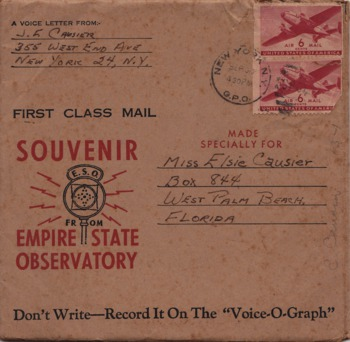 A VOICE LETTER FROM:-
J. F. CAUSIER
355 WEST END AVE
NEW YORK 24, N.Y.
NEW YORK, N.Y.
G.P.O.
AIR MAIL
6¢ 6¢
UNITED STATES OF AMERICA
AIR MAIL
6¢ 6¢
UNITED STATES OF AMERICA
FIRST CLASS MAIL
SOUVENIR
E.S.O.
FROM
EMPIRE STATE
OBSERVATORY
MADE
SPECIALLY FOR
MISS ELSIE CAUSIER
BOX 844
WEST PALM BEACH,
FLORIDA
Don't Write—Record It On The "Voice-O-Graph"